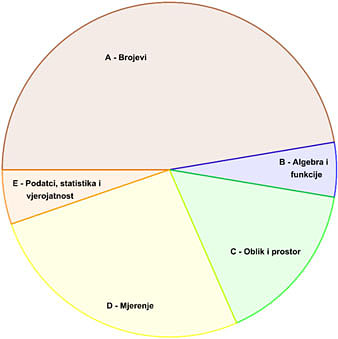 A - Brojevi
B - Algebra i
funkcije
E - Podatci, statistika i
vjerojatnost
C - Oblik i prostor
D - Mjerenje